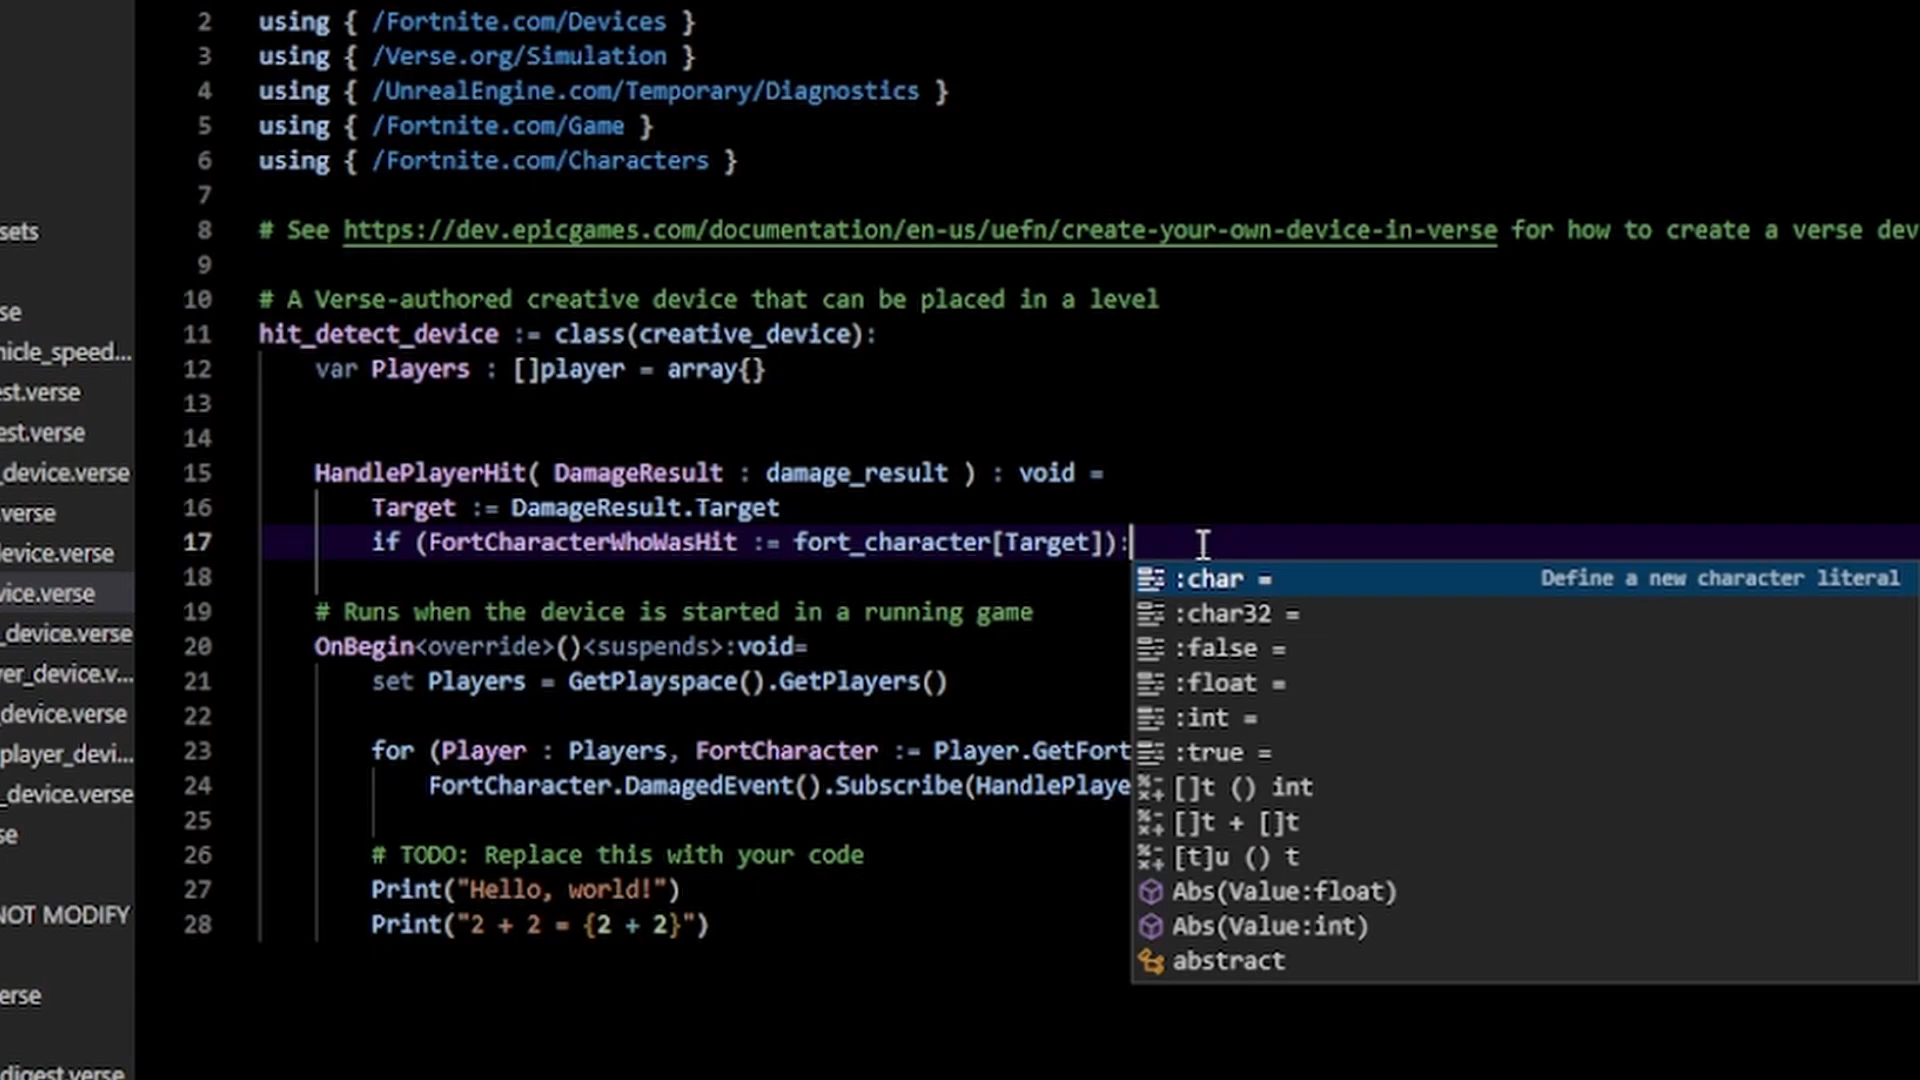 2 using { /Fortnite.com/Devices }
3 using { /Verse.org/Simulation }
4 using { /UnrealEngine.com/Temporary/Diagnostics }
5 using { /Fortnite.com/Game }
6 using { /Fortnite.com/Characters }
7
8 # See https://dev.epicgames.com/documentation/en-us/uefn/create-your-own-device-in-verse for how to create a verse dev
9
10 # A Verse-authored creative device that can be placed in a level
11 hit_detect_device := class(creative_device):
12 var Players : []player = array{}
13
14
15 HandlePlayerHit( DamageResult : damage_result ) : void =
16 Target := DamageResult.Target
17 if (FortCharacterWhoWasHit := fort_character[Target]):
18
19 # Runs when the device is started in a running game
20 OnBegin<override>()<suspends>:void=
21 set Players = GetPlayspace().GetPlayers()
22
23 for (Player : Players, FortCharacter := Player.GetFort
24 FortCharacter.DamagedEvent().Subscribe(HandlePlaye
25
26 # TODO: Replace this with your code
27 Print("Hello, world!")
28 Print("2 + 2 = {2 + 2}")
:char = Define a new character literal
:char32 =
:false =
:float =
:int =
:true =
[]t () int
[]t + []t
[t]u () t
Abs(Value:float)
Abs(Value:int)
abstract
sets
se
nicle_speed...
est.verse
est.verse
_device.verse
.verse
device.verse
vice.verse
_device.verse
er_device.v...
_device.verse
player_devi...
_device.verse
se
NOT MODIFY
erse
digest.verse